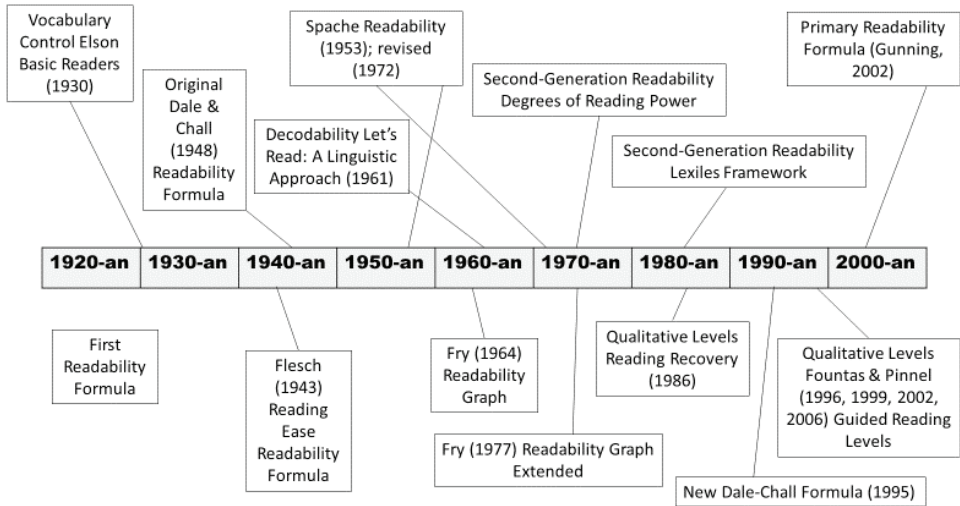 Vocabulary
Control Elson
Basic Readers
(1930)
Original
Dale &
Chall
(1948)
Readability
Formula
Spache Readability
(1953); revised
(1972)
Decodability Let's
Read: A Linguistic
Approach (1961)
Second-Generation Readability
Degrees of Reading Power
Second-Generation Readability
Lexiles Framework
Primary Readability
Formula (Gunning,
2002)
1920-an 1930-an 1940-an 1950-an 1960-an 1970-an 1980-an 1990-an 2000-an
First
Readability
Formula
Flesch
(1943)
Reading
Ease
Readability
Formula
Fry (1964)
Readability
Graph
Fry (1977) Readability Graph
Extended
Qualitative Levels
Reading Recovery
(1986)
New Dale-Chall Formula (1995)
Qualitative Levels
Fountas & Pinnel
(1996, 1999, 2002,
2006) Guided Reading
Levels